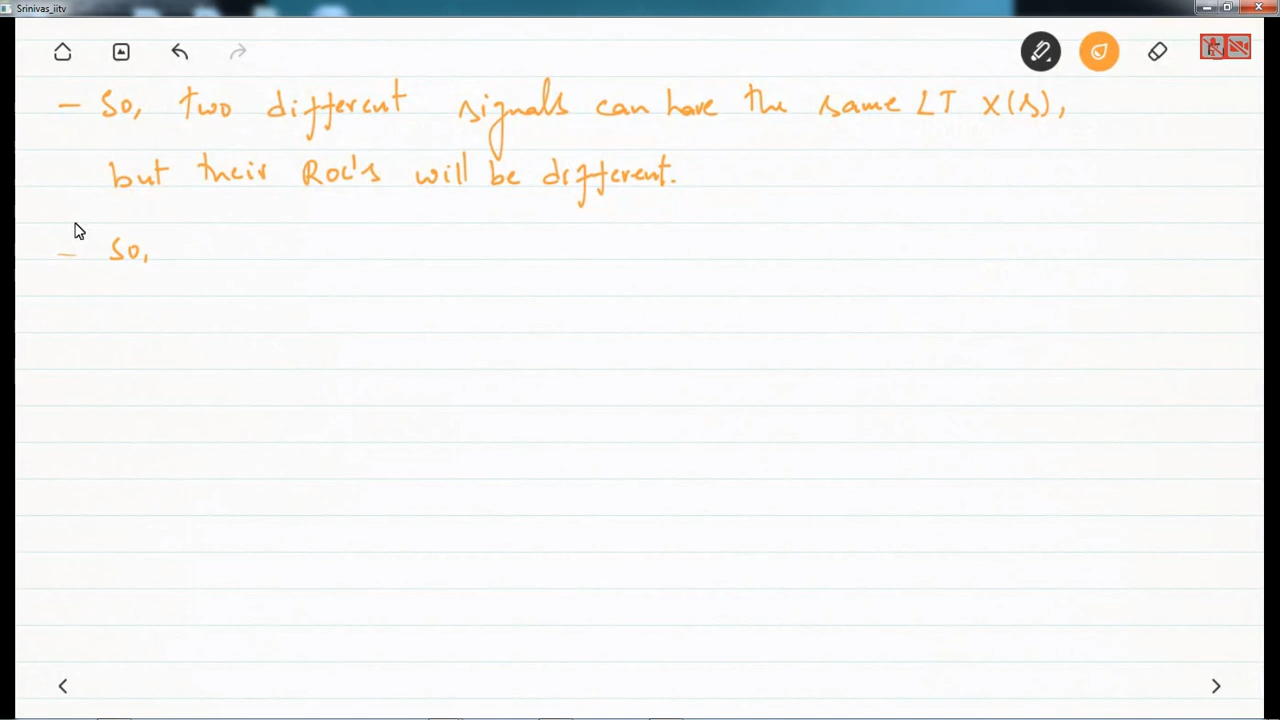 Srinivas_iitv
- So, two different signals can have the same LT X(s),
but their ROC's will be different.
- So,